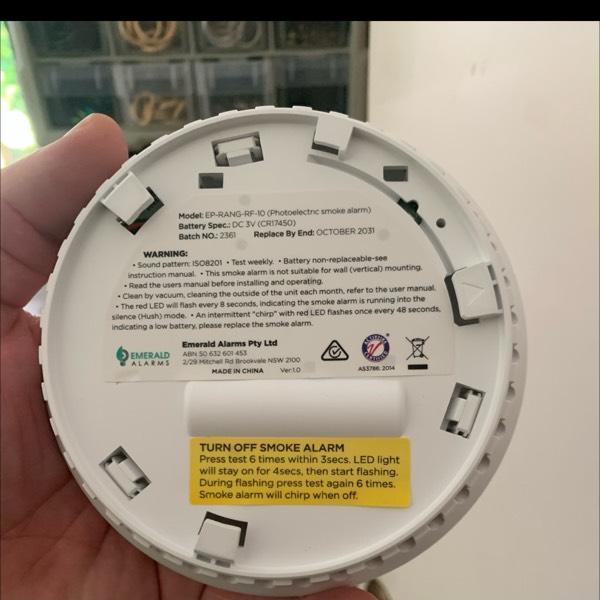 Model: EP-RANG-RF-10 (Photoelectric smoke alarm)
Battery Spec.: DC 3V (CR17450)
Batch NO.: 2361 Replace By End: OCTOBER 2031
WARNING:
• Sound pattern: ISO8201 • Test weekly. • Battery non-replaceable-see
instruction manual. • This smoke alarm is not suitable for wall (vertical) mounting.
• Read the users manual before installing and operating.
• Clean by vacuum, cleaning the outside of the unit each month, refer to the user manual.
• The red LED will flash every 8 seconds, indicating the smoke alarm is running into the
silence (Hush) mode. • An intermittent "chirp" with red LED flashes once every 48 seconds,
indicating a low battery, please replace the smoke alarm.
EMERALD
ALARMS
Emerald Alarms Pty Ltd
ABN 50 632 601 453
2/29 Mitchell Rd Brookvale NSW 2100
MADE IN CHINA Ver:1.0
AS3786: 2014
TURN OFF SMOKE ALARM
Press test 6 times within 3secs. LED light
will stay on for 4secs, then start flashing.
During flashing press test again 6 times.
Smoke alarm will chirp when off.